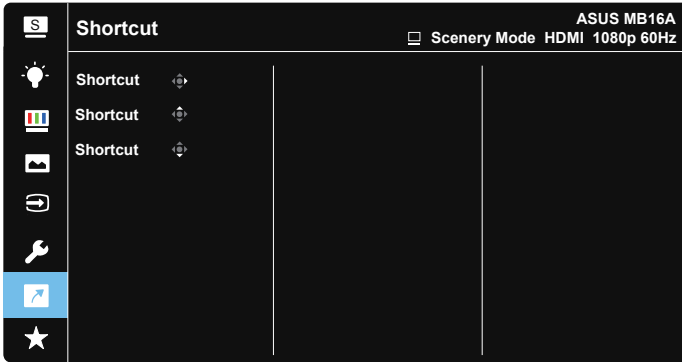 S
Shortcut
ASUS MB16A
Scenery Mode HDMI 1080p 60Hz
Shortcut
Shortcut
Shortcut